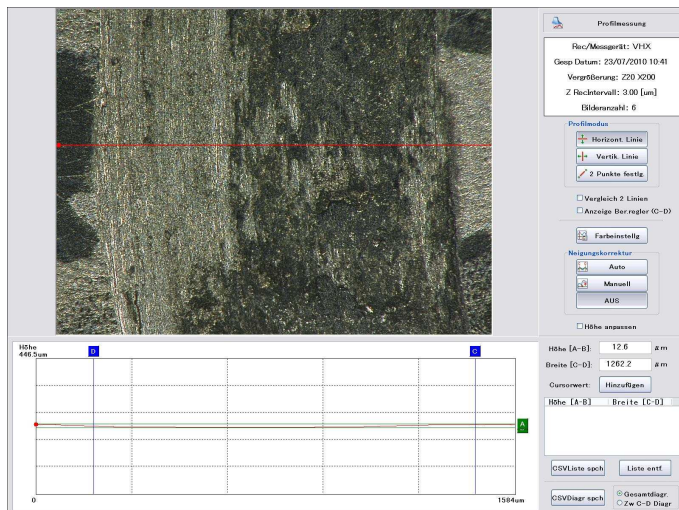 Profilmessung
Rec/Messgerät: VHX
Gesp Datum: 23/07/2010 10:41
Vergrößerung: Z20 X200
Z RecIntervall: 3.00 [um]
Bilderanzahl: 6
Profilmodus
Horizont. Linie
Vertik. Linie
2 Punkte festlg.
Vergleich 2 Linien
Anzeige Ber.regler (C-D)
Farbeinstellg
Neigungskorrektur
Auto
Manuell
AUS
Höhe anpassen
Höhe
446.5um
D
C
A
0
1584um
Höhe [A-B]: 12.6 μm
Breite [C-D]: 1262.2 μm
Cursorwert: Hinzufügen
Höhe [A-B] Breite [C-D]
CSVListe spch Liste entf.
CSVDiagr spch
Gesamtdiagr.
Zw C-D Diagr